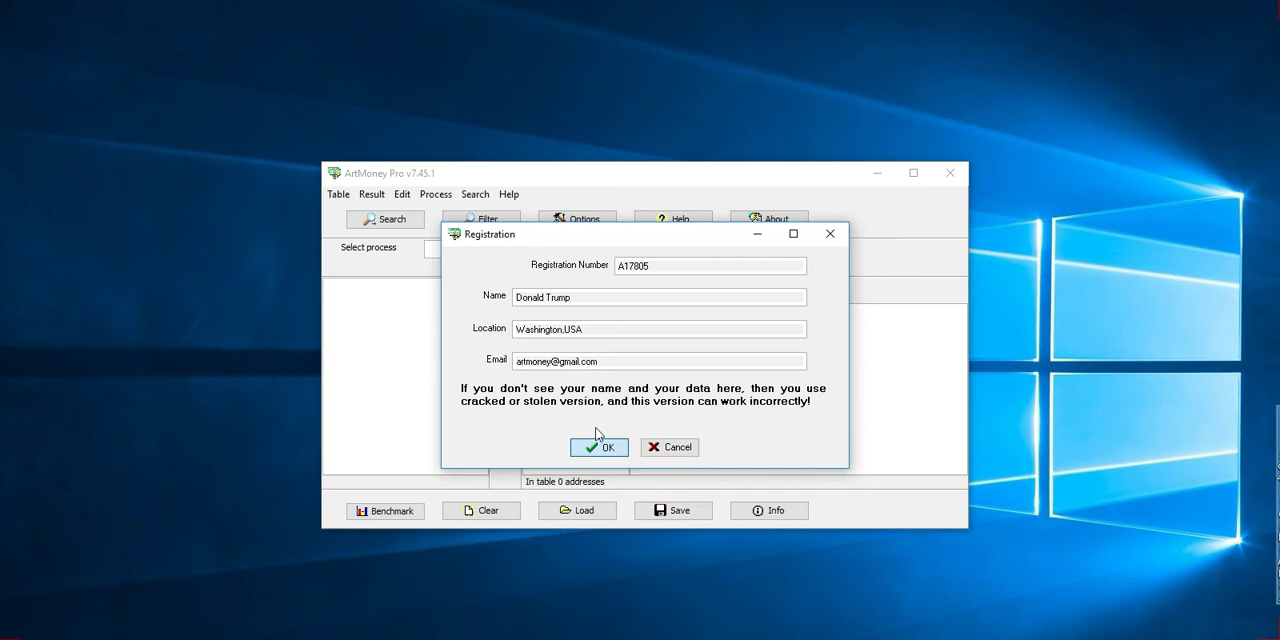 ArtMoney Pro v7.45.1
Table Result Edit Process Search Help
Search Filter Options Help About
Select process
Registration
Registration Number A17805
Name Donald Trump
Location Washington,USA
Email artmoney@gmail.com
If you don't see your name and your data here, then you use
cracked or stolen version, and this version can work incorrectly!
OK Cancel
In table 0 addresses
Benchmark Clear Load Save Info